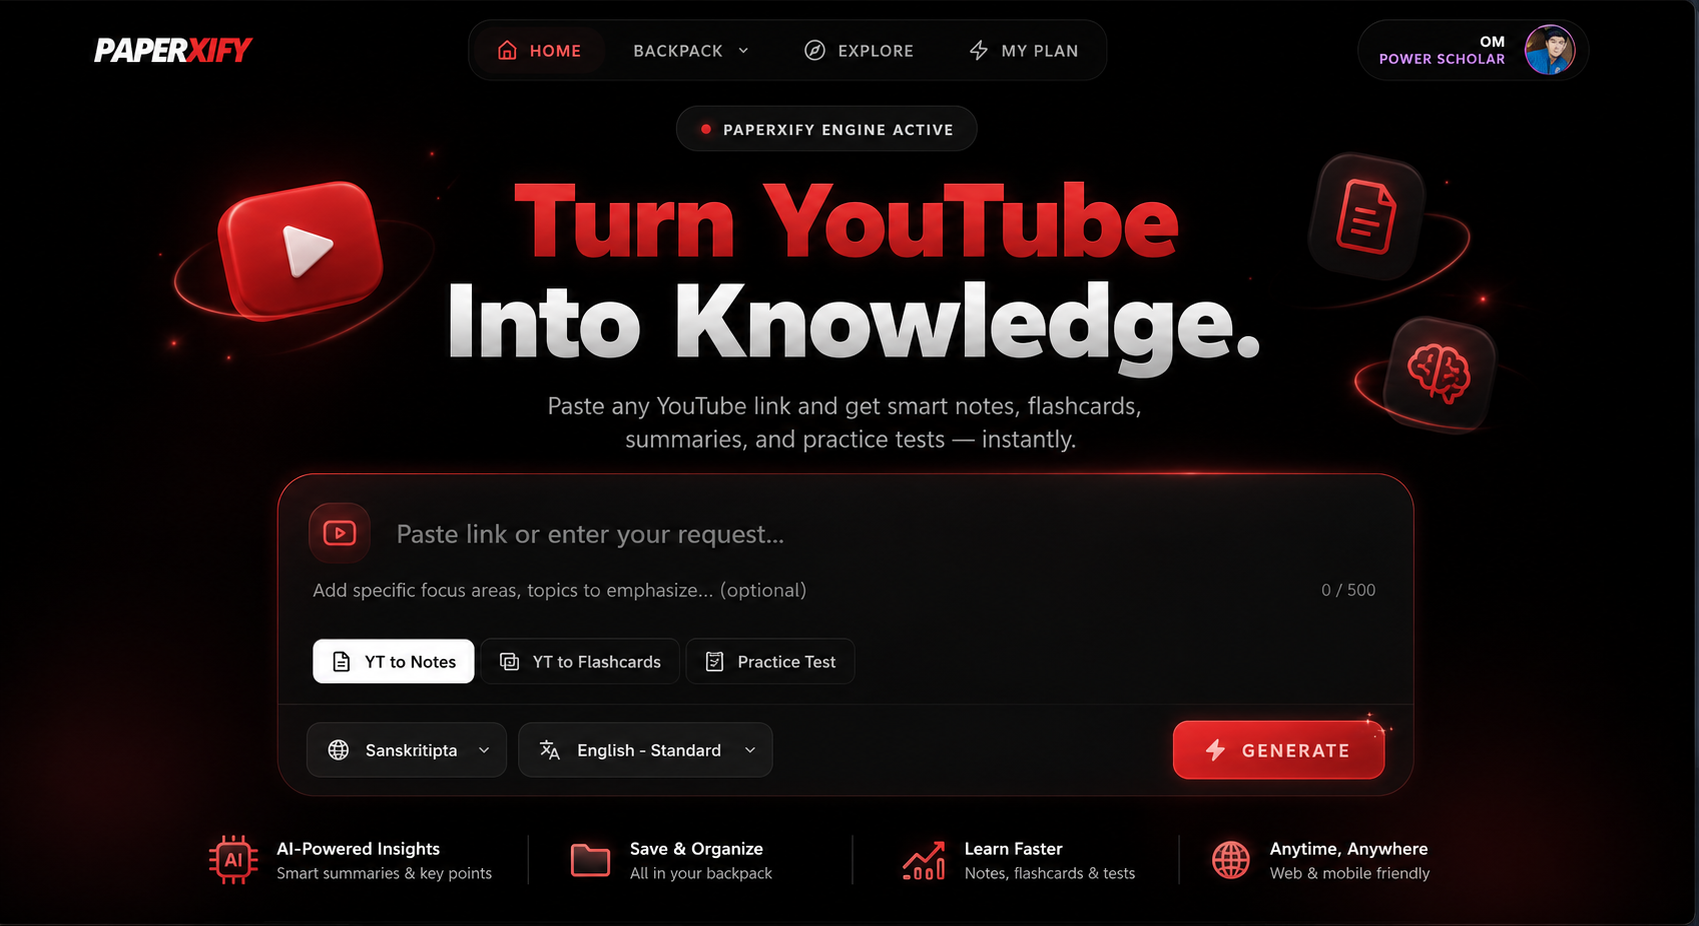 PAPERXIFY
HOME
BACKPACK
EXPLORE
MY PLAN
OM
POWER SCHOLAR
PAPERXIFY ENGINE ACTIVE
Turn YouTube
Into Knowledge.
Paste any YouTube link and get smart notes, flashcards,
summaries, and practice tests — instantly.
Paste link or enter your request...
Add specific focus areas, topics to emphasize... (optional)
0 / 500
YT to Notes
YT to Flashcards
Practice Test
Sanskritipta
English - Standard
GENERATE
AI
AI-Powered Insights
Smart summaries & key points
Save & Organize
All in your backpack
Learn Faster
Notes, flashcards & tests
Anytime, Anywhere
Web & mobile friendly